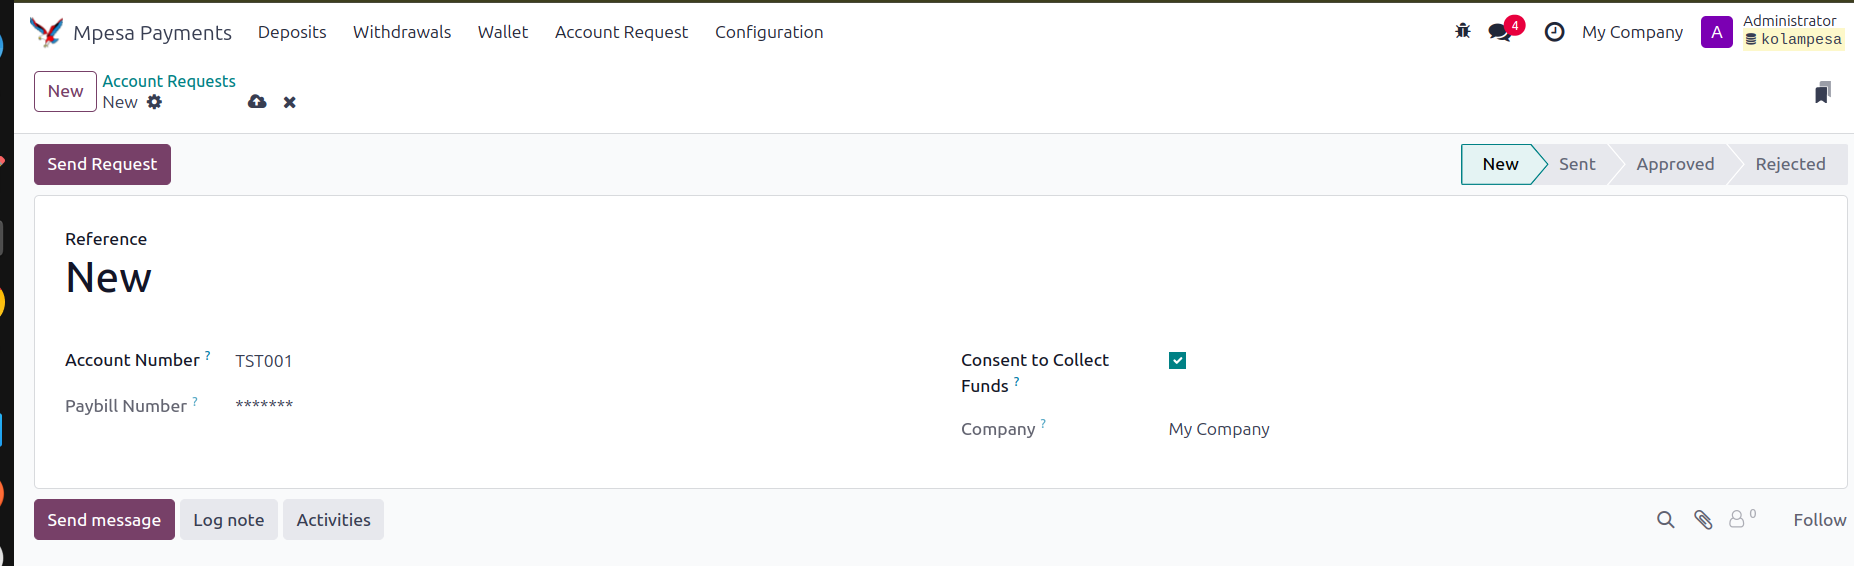 Mpesa Payments Deposits Withdrawals Wallet Account Request Configuration 4 My Company A Administrator
kolampesa
New Account Requests
New
Send Request New Sent Approved Rejected
Reference
New
Account Number ? TST001 Consent to Collect
Funds ?
Paybill Number ? *******
Company ? My Company
Send message Log note Activities 0 Follow